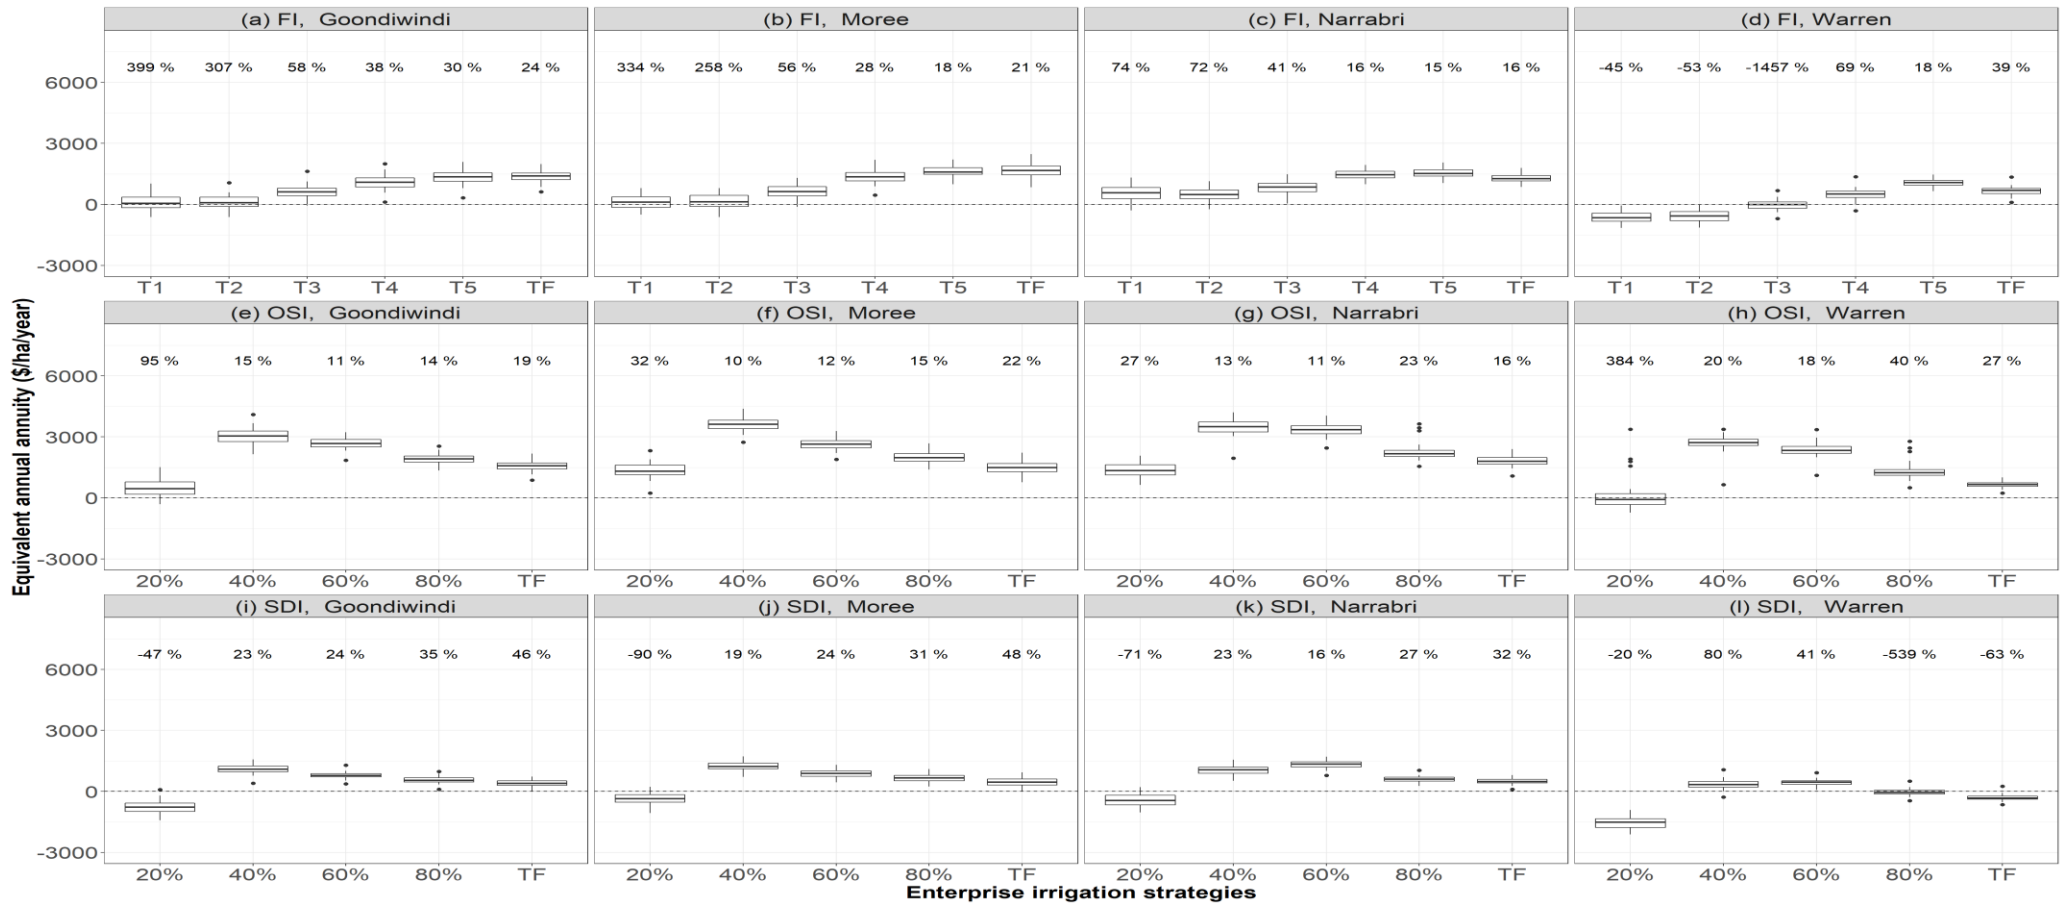 (a) FI, Goondiwindi
(b) FI, Moree
(c) FI, Narrabri
(d) FI, Warren
399 % 307 % 58 % 38 % 30 % 24 %
334 % 258 % 56 % 28 % 18 % 21 %
74 % 72 % 41 % 16 % 15 % 16 %
-45 % -53 % -1457 % 69 % 18 % 39 %
6000
3000
0
-3000
T1 T2 T3 T4 T5 TF
T1 T2 T3 T4 T5 TF
T1 T2 T3 T4 T5 TF
T1 T2 T3 T4 T5 TF
Equivalent annual annuity ($/ha/year)
(e) OSI, Goondiwindi
(f) OSI, Moree
(g) OSI, Narrabri
(h) OSI, Warren
95 % 15 % 11 % 14 % 19 %
32 % 10 % 12 % 15 % 22 %
27 % 13 % 11 % 23 % 16 %
384 % 20 % 18 % 40 % 27 %
6000
3000
0
-3000
20% 40% 60% 80% TF
20% 40% 60% 80% TF
20% 40% 60% 80% TF
20% 40% 60% 80% TF
(i) SDI, Goondiwindi
(j) SDI, Moree
(k) SDI, Narrabri
(l) SDI, Warren
-47 % 23 % 24 % 35 % 46 %
-90 % 19 % 24 % 31 % 48 %
-71 % 23 % 16 % 27 % 32 %
-20 % 80 % 41 % -539 % -63 %
6000
3000
0
-3000
20% 40% 60% 80% TF
20% 40% 60% 80% TF
20% 40% 60% 80% TF
20% 40% 60% 80% TF
Enterprise irrigation strategies